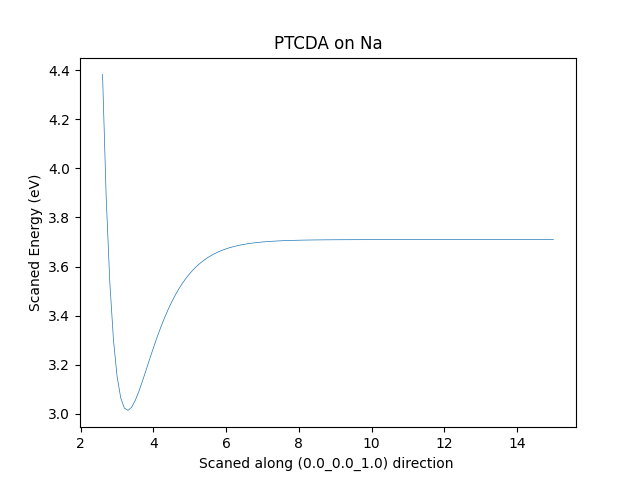 PTCDA on Na
Scaned Energy (eV)
4.4
4.2
4.0
3.8
3.6
3.4
3.2
3.0
2 4 6 8 10 12 14
Scaned along (0.0_0.0_1.0) direction